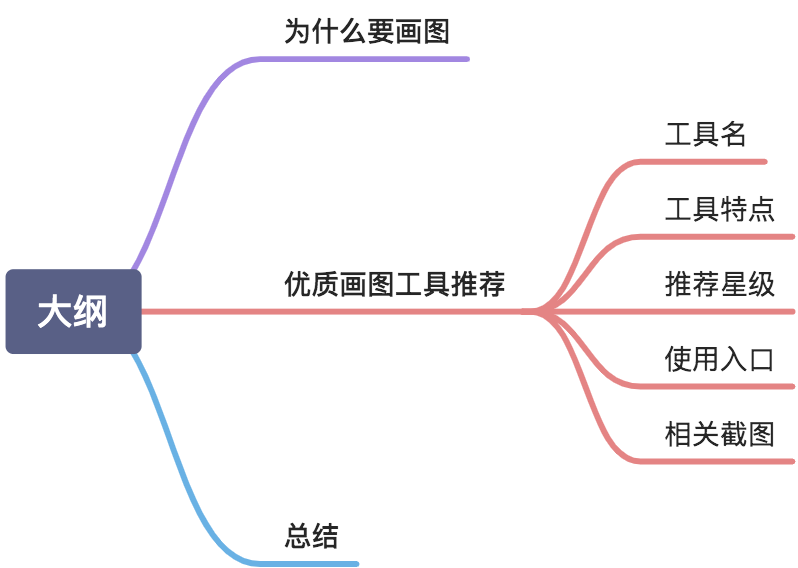 大纲
为什么要画图
优质画图工具推荐
工具名
工具特点
推荐星级
使用入口
相关截图
总结